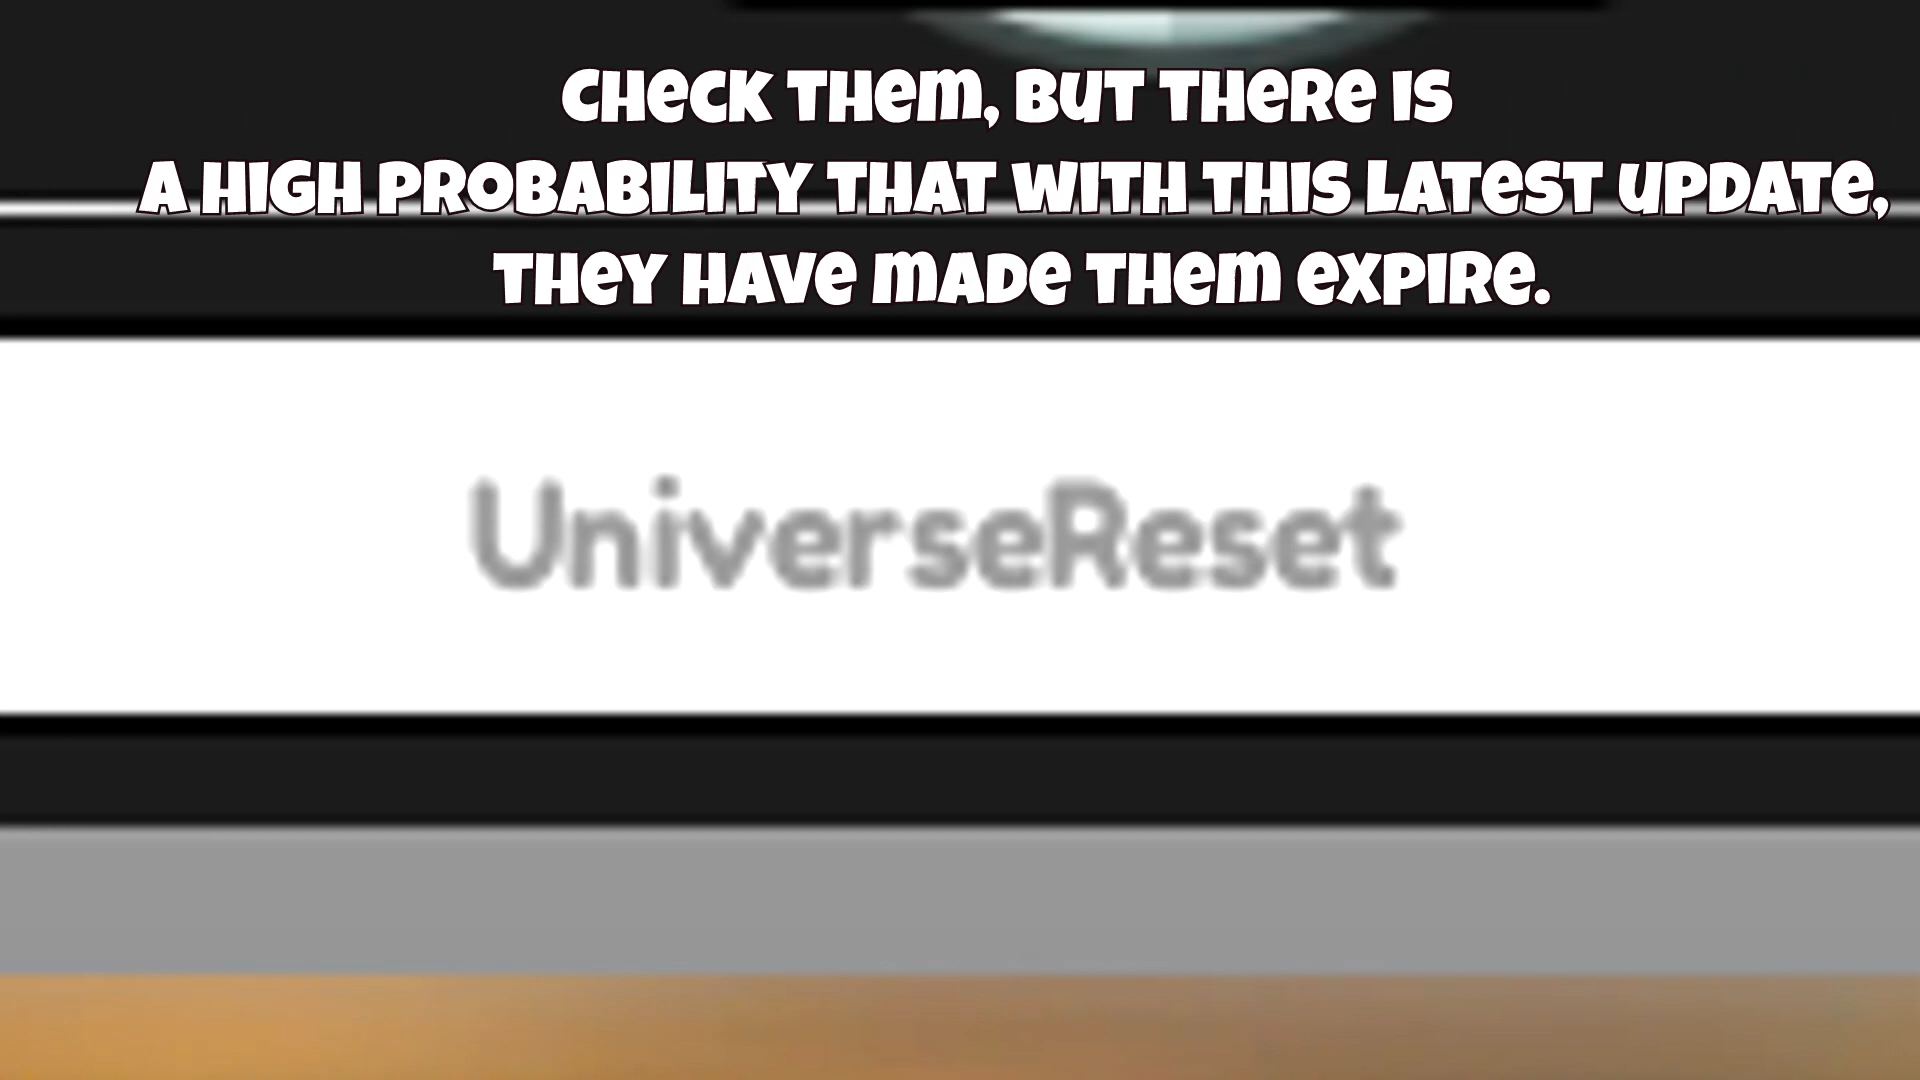 CHECK THEM, BUT THERE IS
A HIGH PROBABILITY THAT WITH THIS LATEST UPDATE,
THEY HAVE MADE THEM EXPIRE.
UniverseReset